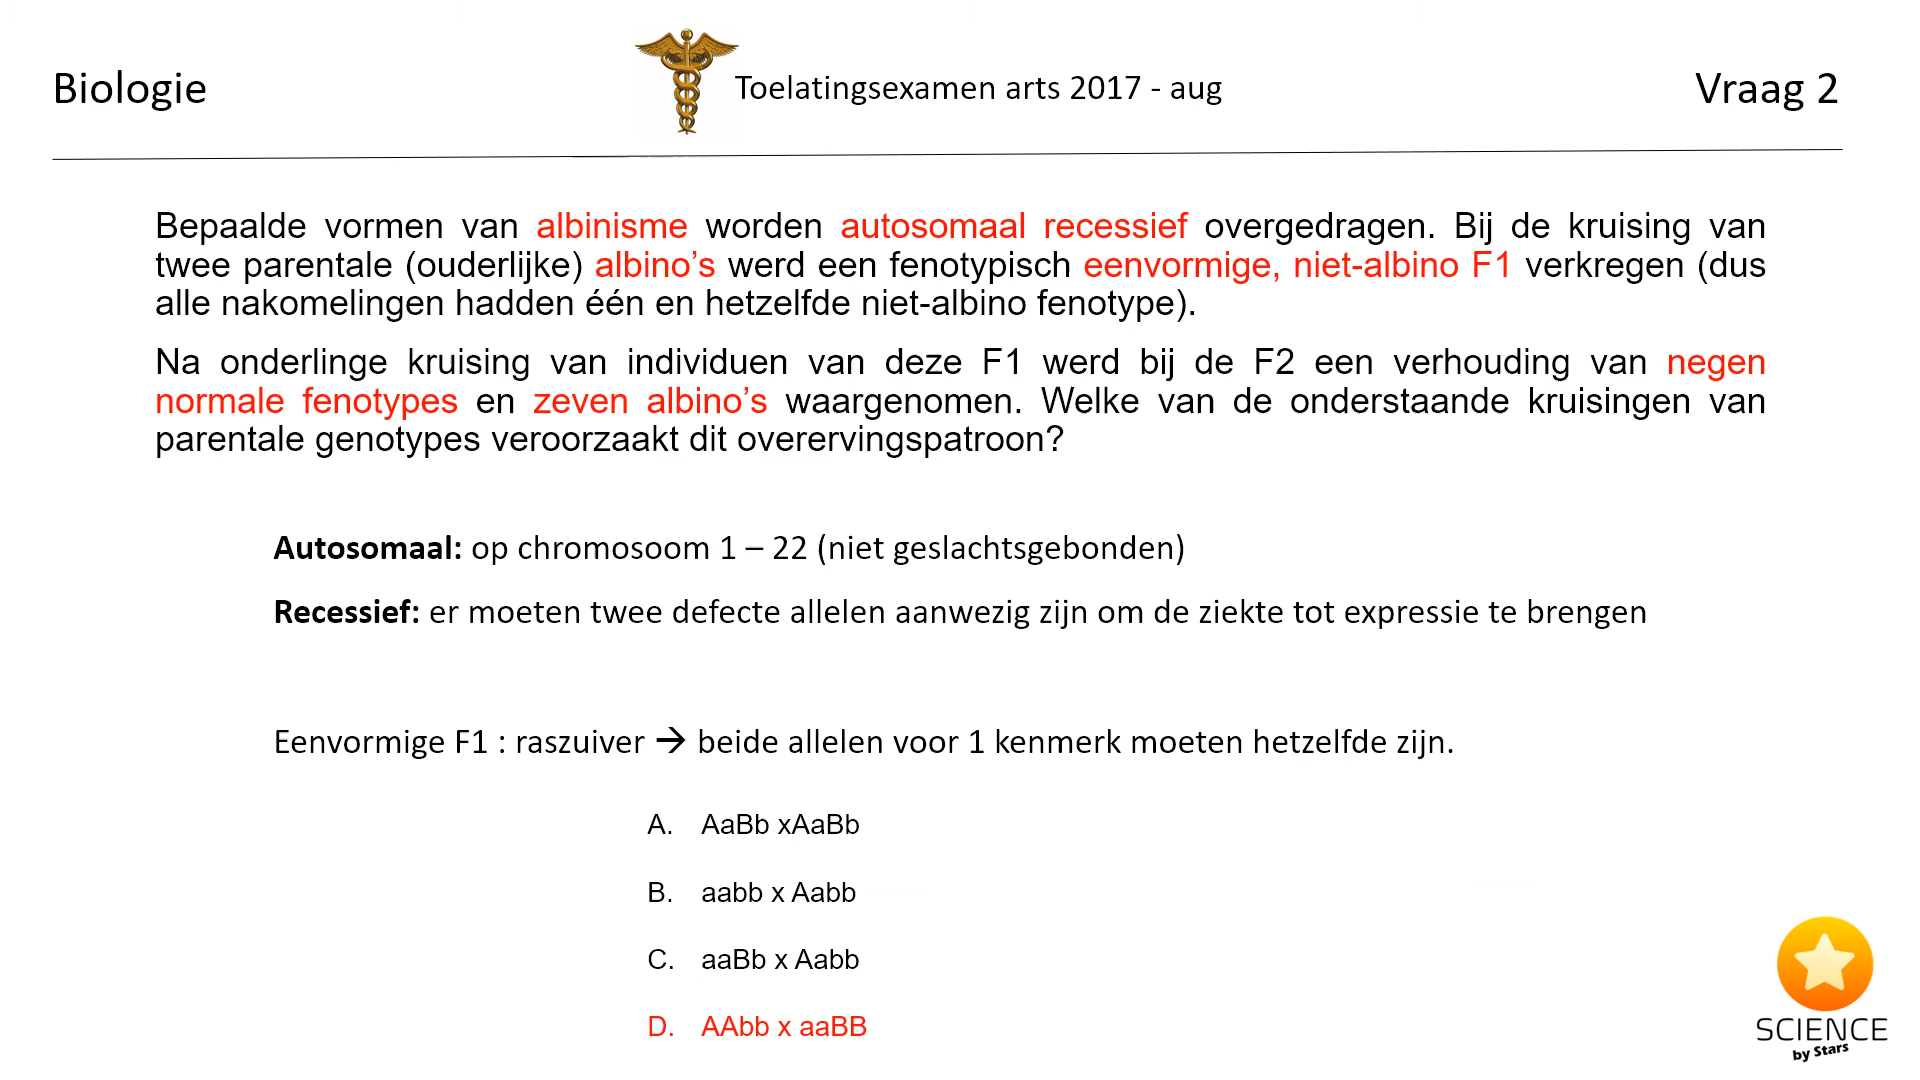 Biologie
Toelatingsexamen arts 2017 - aug
Vraag 2
Bepaalde vormen van albinisme worden autosomaal recessief overgedragen. Bij de kruising van
twee parentale (ouderlijke) albino’s werd een fenotypisch eenvormige, niet-albino F1 verkregen (dus
alle nakomelingen hadden één en hetzelfde niet-albino fenotype).
Na onderlinge kruising van individuen van deze F1 werd bij de F2 een verhouding van negen
normale fenotypes en zeven albino’s waargenomen. Welke van de onderstaande kruisingen van
parentale genotypes veroorzaakt dit overervingspatroon?
Autosomaal: op chromosoom 1 – 22 (niet geslachtsgebonden)
Recessief: er moeten twee defecte allelen aanwezig zijn om de ziekte tot expressie te brengen
Eenvormige F1 : raszuiver → beide allelen voor 1 kenmerk moeten hetzelfde zijn.
A. AaBb xAaBb
B. aabb x Aabb
C. aaBb x Aabb
D. AAbb x aaBB
SCIENCE
by Stars